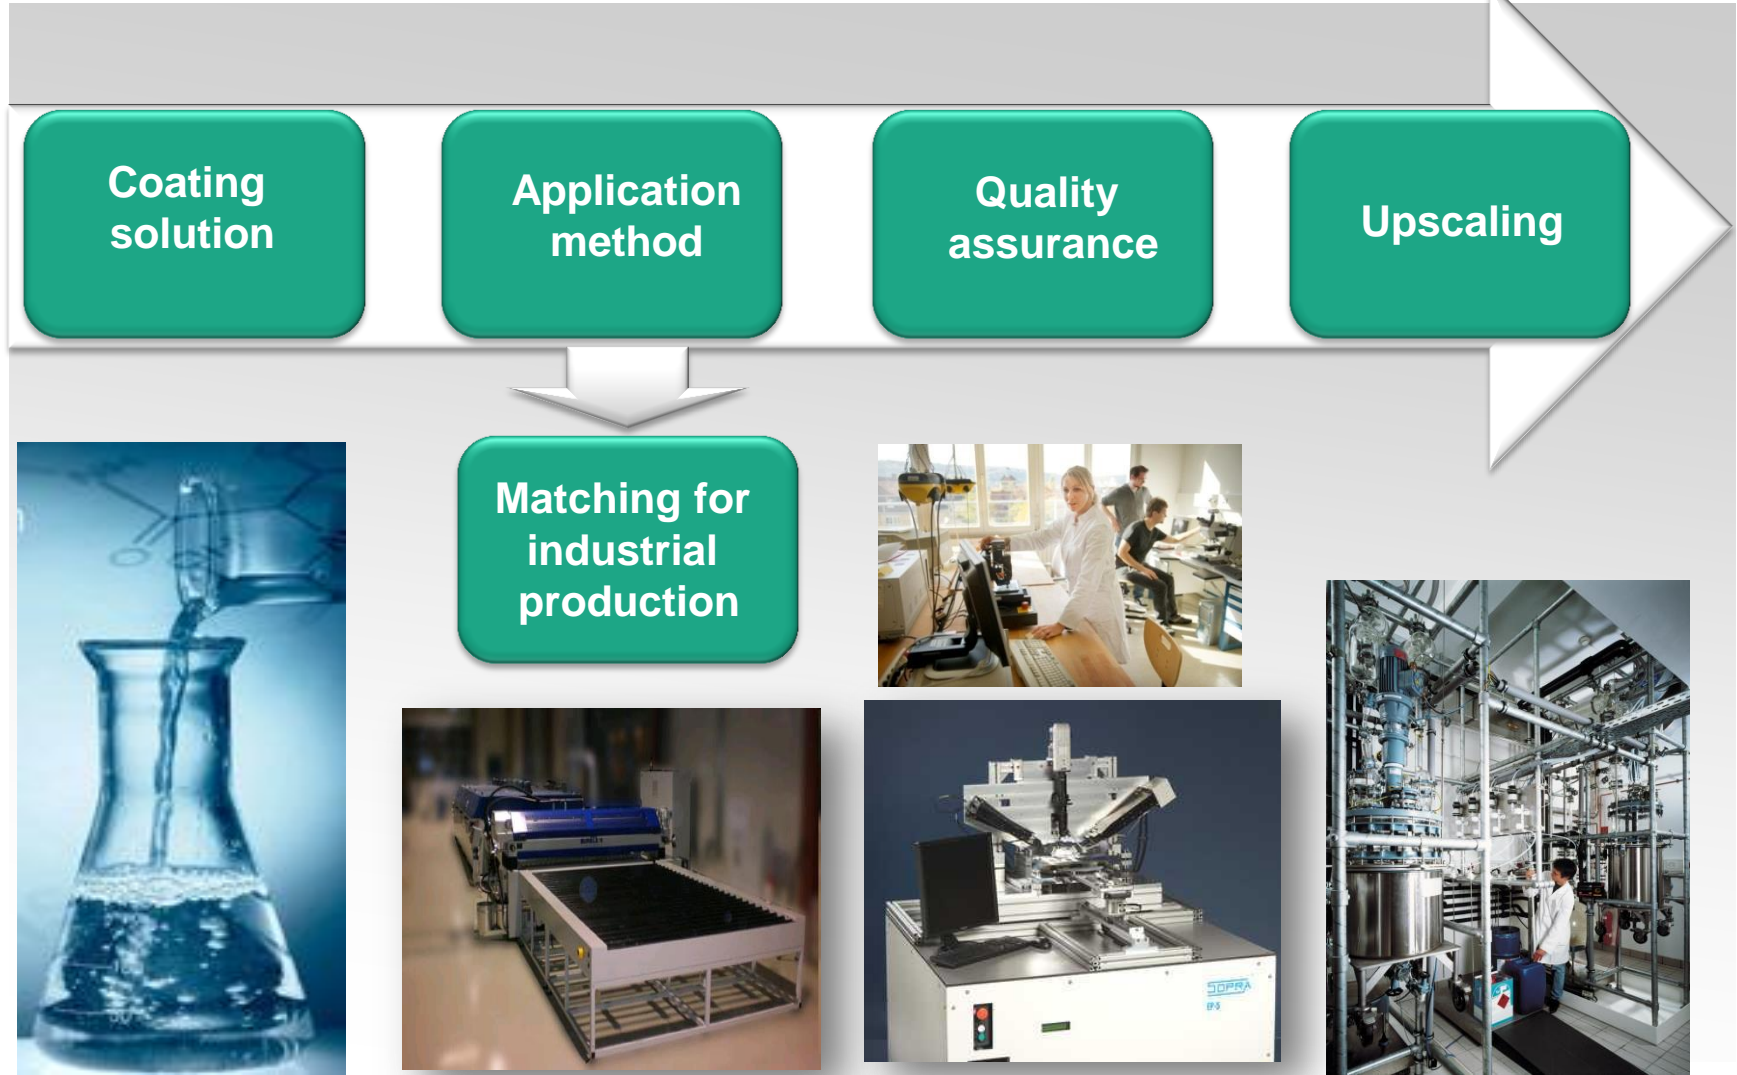 Coating
solution
Application
method
Quality
assurance
Upscaling
Matching for
industrial
production
SOPRA